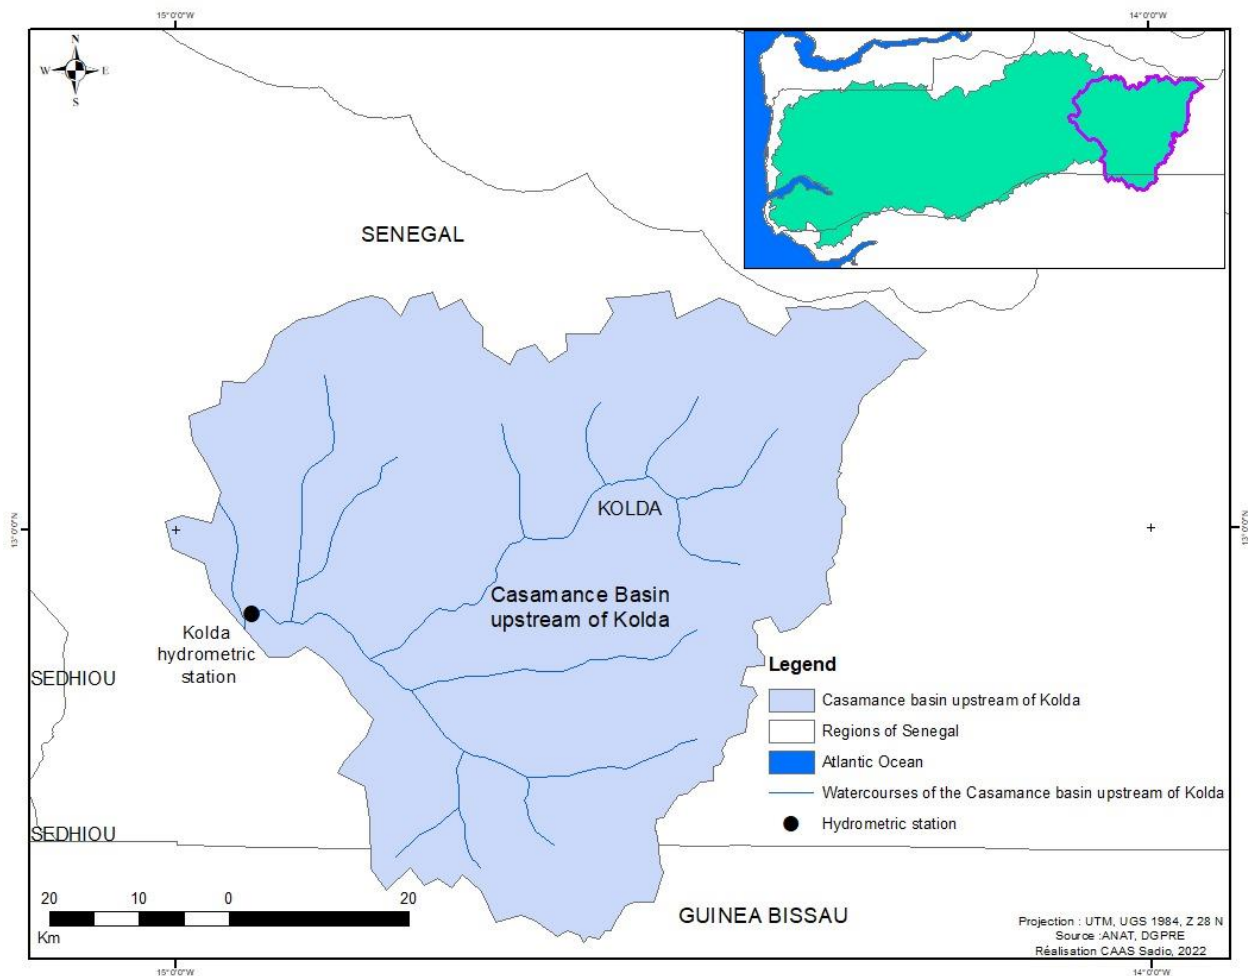 15°0'0"W
14°0'0"W
N
W
E
S
SENEGAL
13°0'0"N
13°0'0"N
KOLDA
Casamance Basin
upstream of Kolda
Kolda
hydrometric
station
SEDHIOU
Legend
Casamance basin upstream of Kolda
Regions of Senegal
Atlantic Ocean
Watercourses of the Casamance basin upstream of Kolda
Hydrometric station
SEDHIOU
20 10 0 20
Km
GUINEA BISSAU
Projection : UTM, UGS 1984, Z 28 N
Source :ANAT, DGPRE
Réalisation CAAS Sadio, 2022
15°0'0"W
14°0'0"W